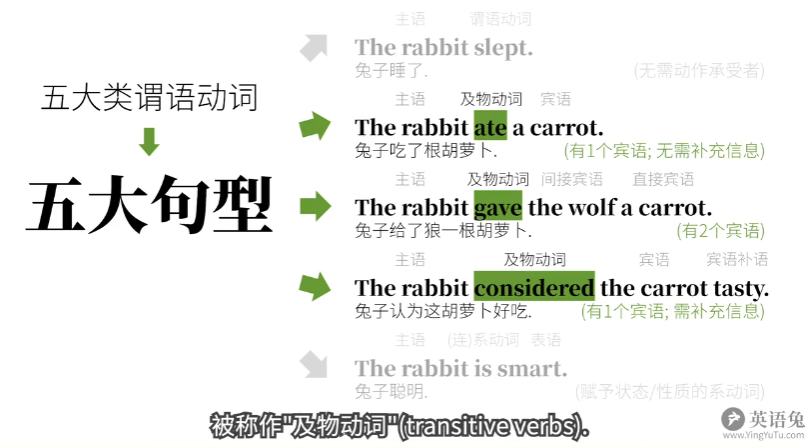 主语 谓语动词
The rabbit slept.
兔子睡了. (无需动作承受者)
五大类谓语动词
五大句型
主语 及物动词 宾语
The rabbit ate a carrot.
兔子吃了根胡萝卜. (有1个宾语; 无需补充信息)
主语 及物动词 间接宾语 直接宾语
The rabbit gave the wolf a carrot.
兔子给了狼一根胡萝卜. (有2个宾语)
主语 及物动词 宾语 宾语补语
The rabbit considered the carrot tasty.
兔子认为这胡萝卜好吃. (有1个宾语; 需补充信息)
主语 (连)系动词 表语
The rabbit is smart.
兔子聪明. (赋予状态/性质的系动词)
被称作"及物动词"(transitive verbs).
英语兔
www.YingYuTu.com